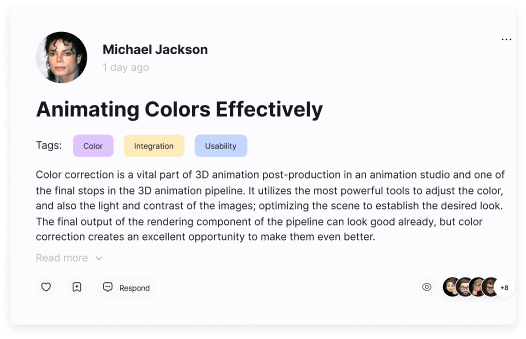 Michael Jackson
1 day ago
Animating Colors Effectively
Tags: Color Integration Usability
Color correction is a vital part of 3D animation post-production in an animation studio and one of
the final stops in the 3D animation pipeline. It utilizes the most powerful tools to adjust the color,
and also the light and contrast of the images; optimizing the scene to establish the desired look.
The final output of the rendering component of the pipeline can look good already, but color
correction creates an excellent opportunity to make them even better.
Read more
Respond +8